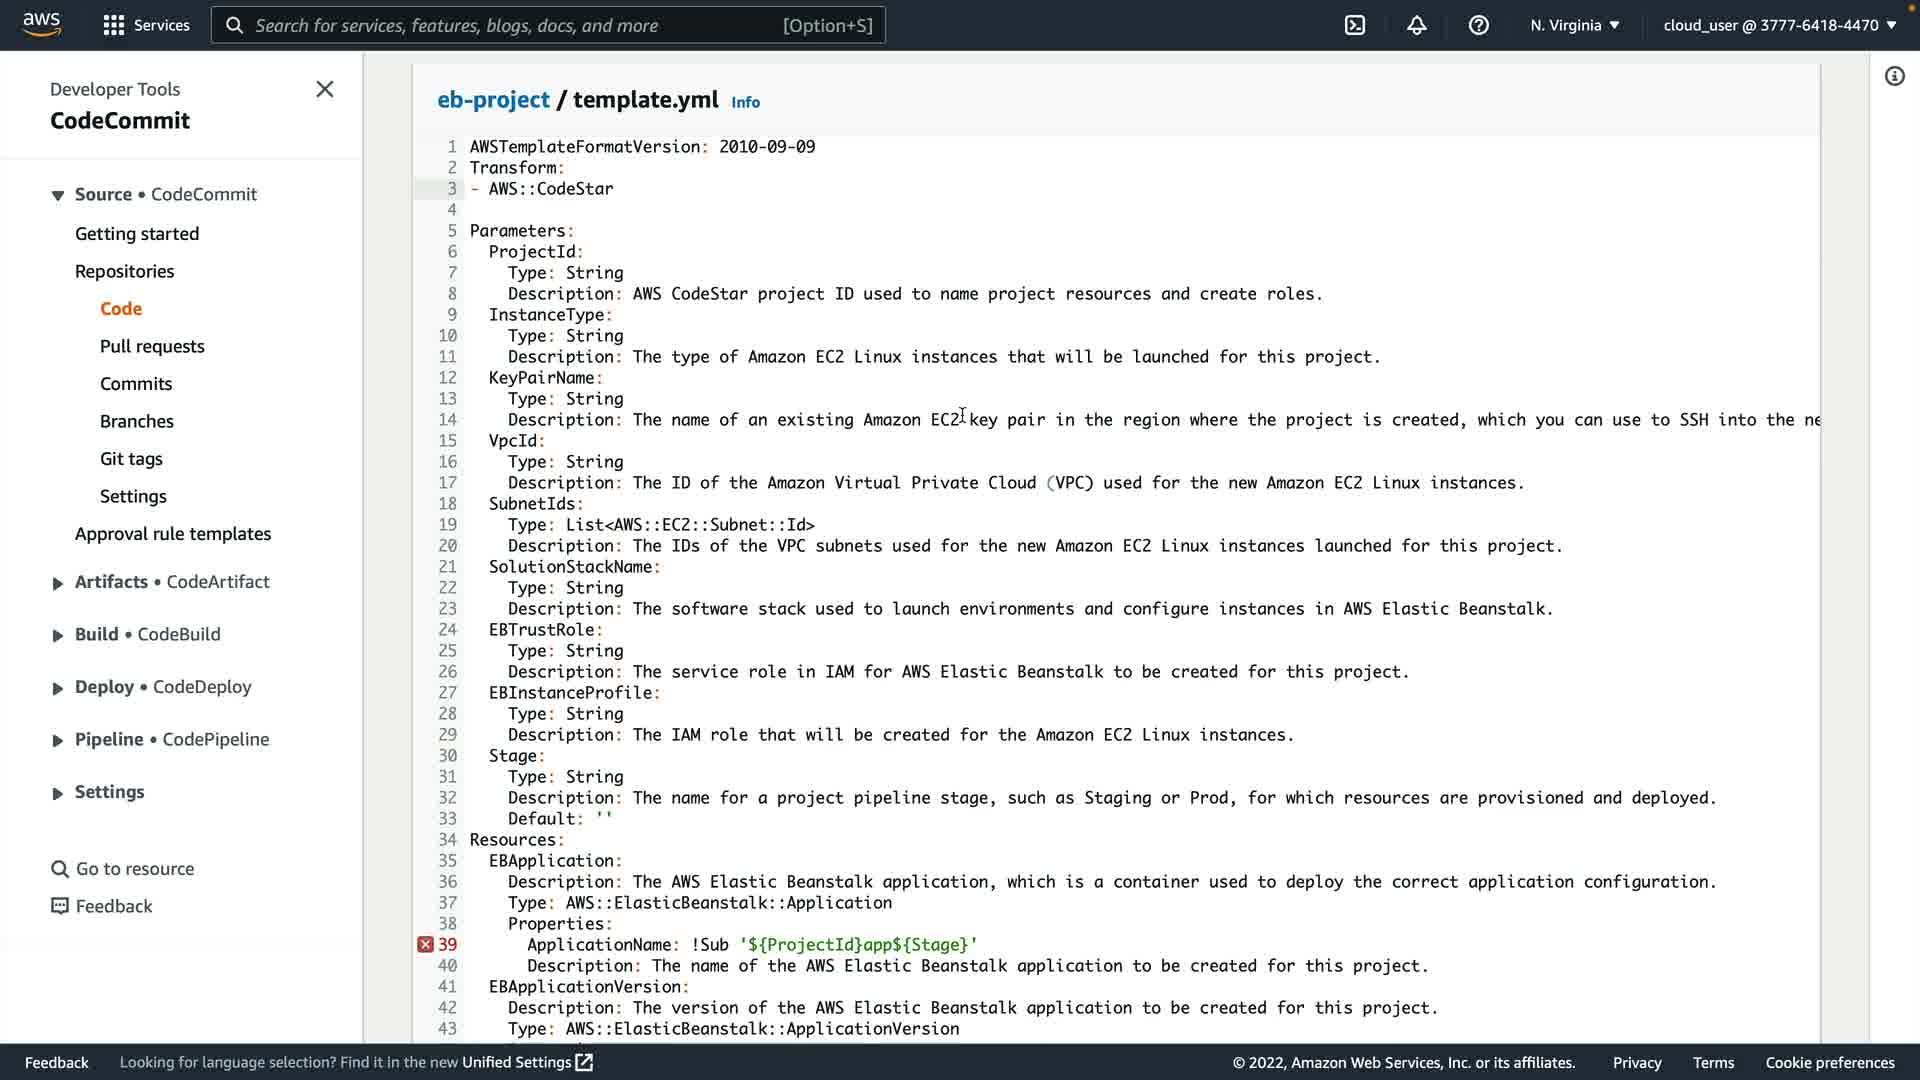 aws
Services
Search for services, features, blogs, docs, and more [Option+S]
N. Virginia
cloud_user @ 3777-6418-4470
Developer Tools
CodeCommit
Source • CodeCommit
Getting started
Repositories
Code
Pull requests
Commits
Branches
Git tags
Settings
Approval rule templates
Artifacts • CodeArtifact
Build • CodeBuild
Deploy • CodeDeploy
Pipeline • CodePipeline
Settings
Go to resource
Feedback
eb-project / template.yml Info
1 AWSTemplateFormatVersion: 2010-09-09
2 Transform:
3 - AWS::CodeStar
4
5 Parameters:
6 ProjectId:
7 Type: String
8 Description: AWS CodeStar project ID used to name project resources and create roles.
9 InstanceType:
10 Type: String
11 Description: The type of Amazon EC2 Linux instances that will be launched for this project.
12 KeyPairName:
13 Type: String
14 Description: The name of an existing Amazon EC2 key pair in the region where the project is created, which you can use to SSH into the ne
15 VpcId:
16 Type: String
17 Description: The ID of the Amazon Virtual Private Cloud (VPC) used for the new Amazon EC2 Linux instances.
18 SubnetIds:
19 Type: List<AWS::EC2::Subnet::Id>
20 Description: The IDs of the VPC subnets used for the new Amazon EC2 Linux instances launched for this project.
21 SolutionStackName:
22 Type: String
23 Description: The software stack used to launch environments and configure instances in AWS Elastic Beanstalk.
24 EBTrustRole:
25 Type: String
26 Description: The service role in IAM for AWS Elastic Beanstalk to be created for this project.
27 EBInstanceProfile:
28 Type: String
29 Description: The IAM role that will be created for the Amazon EC2 Linux instances.
30 Stage:
31 Type: String
32 Description: The name for a project pipeline stage, such as Staging or Prod, for which resources are provisioned and deployed.
33 Default: ''
34 Resources:
35 EBApplication:
36 Description: The AWS Elastic Beanstalk application, which is a container used to deploy the correct application configuration.
37 Type: AWS::ElasticBeanstalk::Application
38 Properties:
39 ApplicationName: !Sub '${ProjectId}app${Stage}'
40 Description: The name of the AWS Elastic Beanstalk application to be created for this project.
41 EBApplicationVersion:
42 Description: The version of the AWS Elastic Beanstalk application to be created for this project.
43 Type: AWS::ElasticBeanstalk::ApplicationVersion
Feedback
Looking for language selection? Find it in the new Unified Settings
© 2022, Amazon Web Services, Inc. or its affiliates.
Privacy
Terms
Cookie preferences